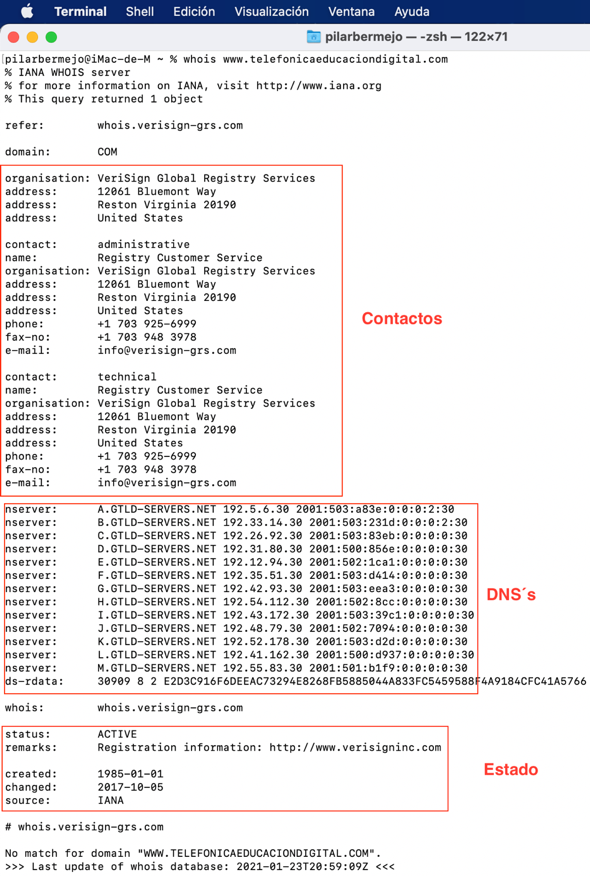 Terminal Shell Edición Visualización Ventana Ayuda
pilarbermejo — -zsh — 122×71
pilarbermejo@iMac-de-M ~ % whois www.telefonicaeducaciondigital.com
% IANA WHOIS server
% for more information on IANA, visit http://www.iana.org
% This query returned 1 object
refer: whois.verisign-grs.com
domain: COM
organisation: VeriSign Global Registry Services
address: 12061 Bluemont Way
address: Reston Virginia 20190
address: United States
contact: administrative
name: Registry Customer Service
organisation: VeriSign Global Registry Services
address: 12061 Bluemont Way
address: Reston Virginia 20190
address: United States
phone: +1 703 925-6999
fax-no: +1 703 948 3978
e-mail: info@verisign-grs.com
contact: technical
name: Registry Customer Service
organisation: VeriSign Global Registry Services
address: 12061 Bluemont Way
address: Reston Virginia 20190
address: United States
phone: +1 703 925-6999
fax-no: +1 703 948 3978
e-mail: info@verisign-grs.com
Contactos
nserver: A.GTLD-SERVERS.NET 192.5.6.30 2001:503:a83e:0:0:0:2:30
nserver: B.GTLD-SERVERS.NET 192.33.14.30 2001:503:231d:0:0:0:2:30
nserver: C.GTLD-SERVERS.NET 192.26.92.30 2001:503:83eb:0:0:0:0:30
nserver: D.GTLD-SERVERS.NET 192.31.80.30 2001:500:856e:0:0:0:0:30
nserver: E.GTLD-SERVERS.NET 192.12.94.30 2001:502:1ca1:0:0:0:0:30
nserver: F.GTLD-SERVERS.NET 192.35.51.30 2001:503:d414:0:0:0:0:30
nserver: G.GTLD-SERVERS.NET 192.42.93.30 2001:503:eea3:0:0:0:0:30
nserver: H.GTLD-SERVERS.NET 192.54.112.30 2001:502:8cc:0:0:0:0:30
nserver: I.GTLD-SERVERS.NET 192.43.172.30 2001:503:39c1:0:0:0:0:30
nserver: J.GTLD-SERVERS.NET 192.48.79.30 2001:502:7094:0:0:0:0:30
nserver: K.GTLD-SERVERS.NET 192.52.178.30 2001:503:d2d:0:0:0:0:30
nserver: L.GTLD-SERVERS.NET 192.41.162.30 2001:500:d937:0:0:0:0:30
nserver: M.GTLD-SERVERS.NET 192.55.83.30 2001:501:b1f9:0:0:0:0:30
ds-rdata: 30909 8 2 E2D3C916F6DEEAC73294E8268FB5885044A833FC5459588F4A9184CFC41A5766
DNS´s
whois: whois.verisign-grs.com
status: ACTIVE
remarks: Registration information: http://www.verisigninc.com
created: 1985-01-01
changed: 2017-10-05
source: IANA
Estado
# whois.verisign-grs.com
No match for domain "WWW.TELEFONICAEDUCACIONDIGITAL.COM".
>>> Last update of whois database: 2021-01-23T20:59:09Z <<<